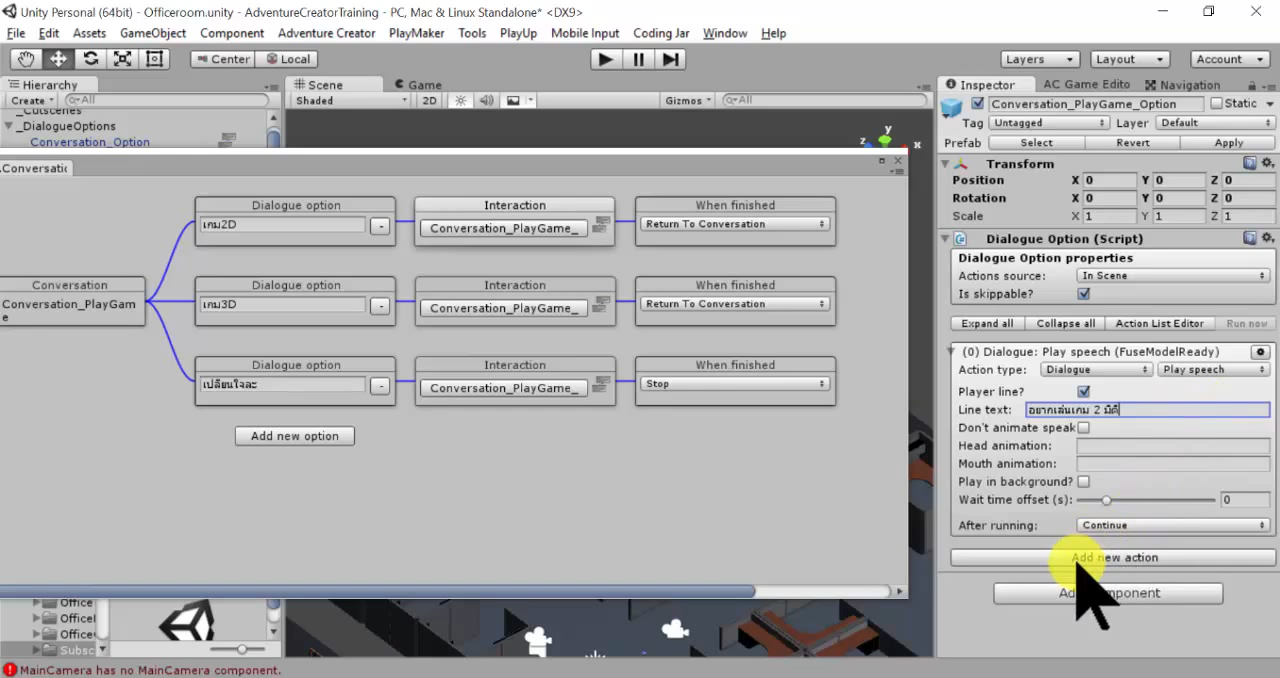 Unity Personal (64bit) - Officeroom.unity - AdventureCreatorTraining - PC, Mac & Linux Standalone* <DX9>
File Edit Assets GameObject Component Adventure Creator PlayMaker Tools PlayUp Mobile Input Coding Jar Window Help
Center Local Layers Layout Account
Hierarchy
Create All
_Cutscenes
_DialogueOptions
Conversation_Option
Scene Game
Shaded 2D Gizmos All
y
z x
Conversatic
Conversation
Conversation_PlayGam
e
Dialogue option Interaction When finished
เกม2D - Conversation_PlayGame_ Return To Conversation
Dialogue option Interaction When finished
เกม3D - Conversation_PlayGame_ Return To Conversation
Dialogue option Interaction When finished
เปลี่ยนใจละ - Conversation_PlayGame_ Stop
Add new option
Office
Officel
Office
Subsc
Inspector AC Game Edito Navigation
Conversation_PlayGame_Option Static
Tag Untagged Layer Default
Prefab Select Revert Apply
Transform
Position X 0 Y 0 Z 0
Rotation X 0 Y 0 Z 0
Scale X 1 Y 1 Z 1
Dialogue Option (Script)
Dialogue Option properties
Actions source: In Scene
Is skippable?
Expand all Collapse all Action List Editor Run now
(0) Dialogue: Play speech (FuseModelReady)
Action type: Dialogue Play speech
Player line?
Line text: อยากเล่นเกม 2 มิติ
Don't animate speak
Head animation:
Mouth animation:
Play in background?
Wait time offset (s): 0
After running: Continue
Add new action
MainCamera has no MainCamera component.